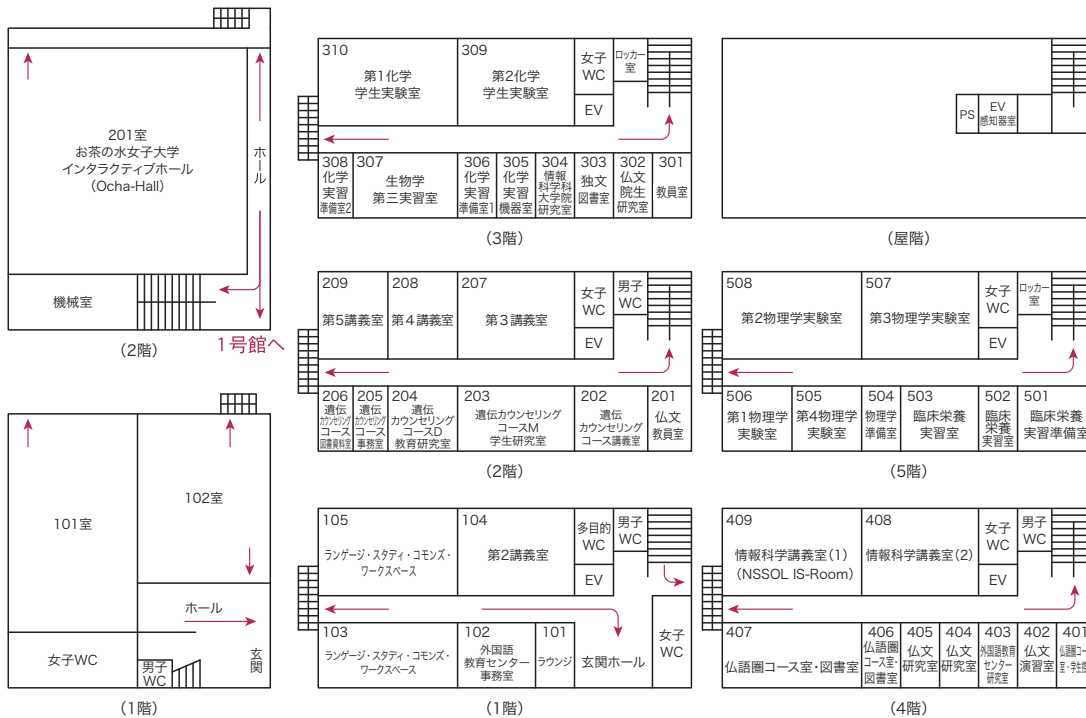 201室
お茶の水女子大学
インタラクティブホール
(Ocha-Hall)
ホール
機械室
(2階)
1号館へ
101室
102室
ホール
玄関
女子WC
男子
WC
(1階)
310
第1化学
学生実験室
309
第2化学
学生実験室
女子
WC
ロッカー
室
EV
308
化学
実習
準備室2
307
生物学
第三実習室
306
化学
実習
準備室1
305
化学
実習
機器室
304
情報
科学科
大学院
研究室
303
独文
図書室
302
仏文
院生
研究室
301
教員室
(3階)
209
第5講義室
208
第4講義室
207
第3講義室
女子
WC
男子
WC
EV
206
遺伝
カウンセリング
コース
図書資料室
205
遺伝
カウンセリング
コース
事務室
204
遺伝
カウンセリング
コースD
教育研究室
203
遺伝カウンセリング
コースM
学生研究室
202
遺伝
カウンセリング
コース講義室
201
仏文
教員室
(2階)
105
ランゲージ・スタディ・コモンズ・
ワークスペース
104
第2講義室
多目的
WC
男子
WC
EV
103
ランゲージ・スタディ・コモンズ・
ワークスペース
102
外国語
教育センター
事務室
101
ラウンジ
玄関ホール
女子
WC
(1階)
PS
EV
感知器室
(屋階)
508
第2物理学実験室
507
第3物理学実験室
女子
WC
ロッカー
室
EV
506
第1物理学
実験室
505
第4物理学
実験室
504
物理学
準備室
503
臨床栄養
実習室
502
臨床
栄養
実習室
501
臨床栄養
実習準備室
(5階)
409
情報科学講義室(1)
(NSSOL IS-Room)
408
情報科学講義室(2)
女子
WC
男子
WC
EV
407
仏語圏コース室・図書室
406
仏語圏
コース室・
図書室
405
仏文
研究室
404
仏文
研究室
403
外国語教育
センター
研究室
402
仏文
演習室
401
仏語圏コー
室・学生
(4階)